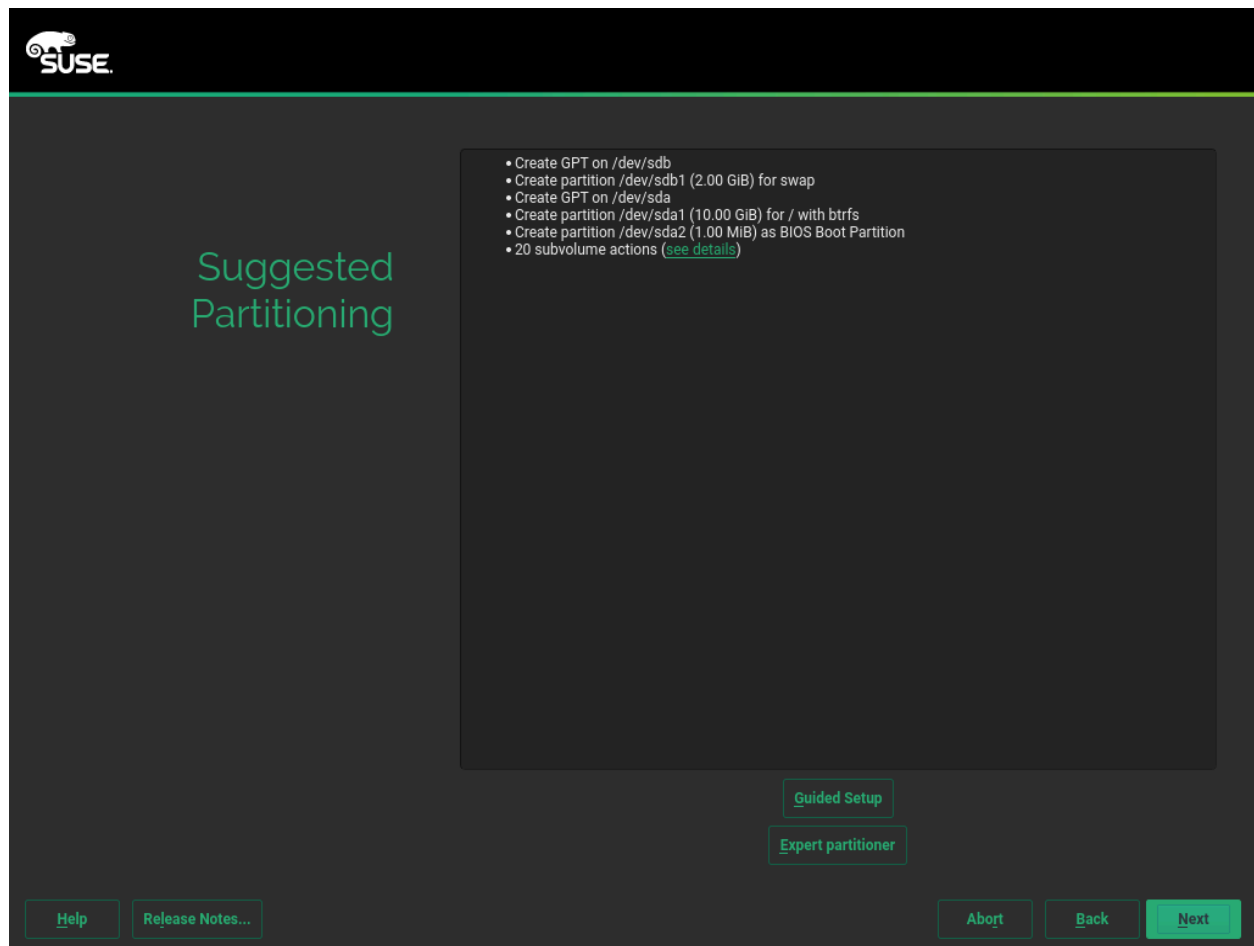 SUSE.
Suggested
Partitioning
• Create GPT on /dev/sdb
• Create partition /dev/sdb1 (2.00 GiB) for swap
• Create GPT on /dev/sda
• Create partition /dev/sda1 (10.00 GiB) for / with btrfs
• Create partition /dev/sda2 (1.00 MiB) as BIOS Boot Partition
• 20 subvolume actions (see details)
Guided Setup
Expert partitioner
Help Release Notes... Abort Back Next